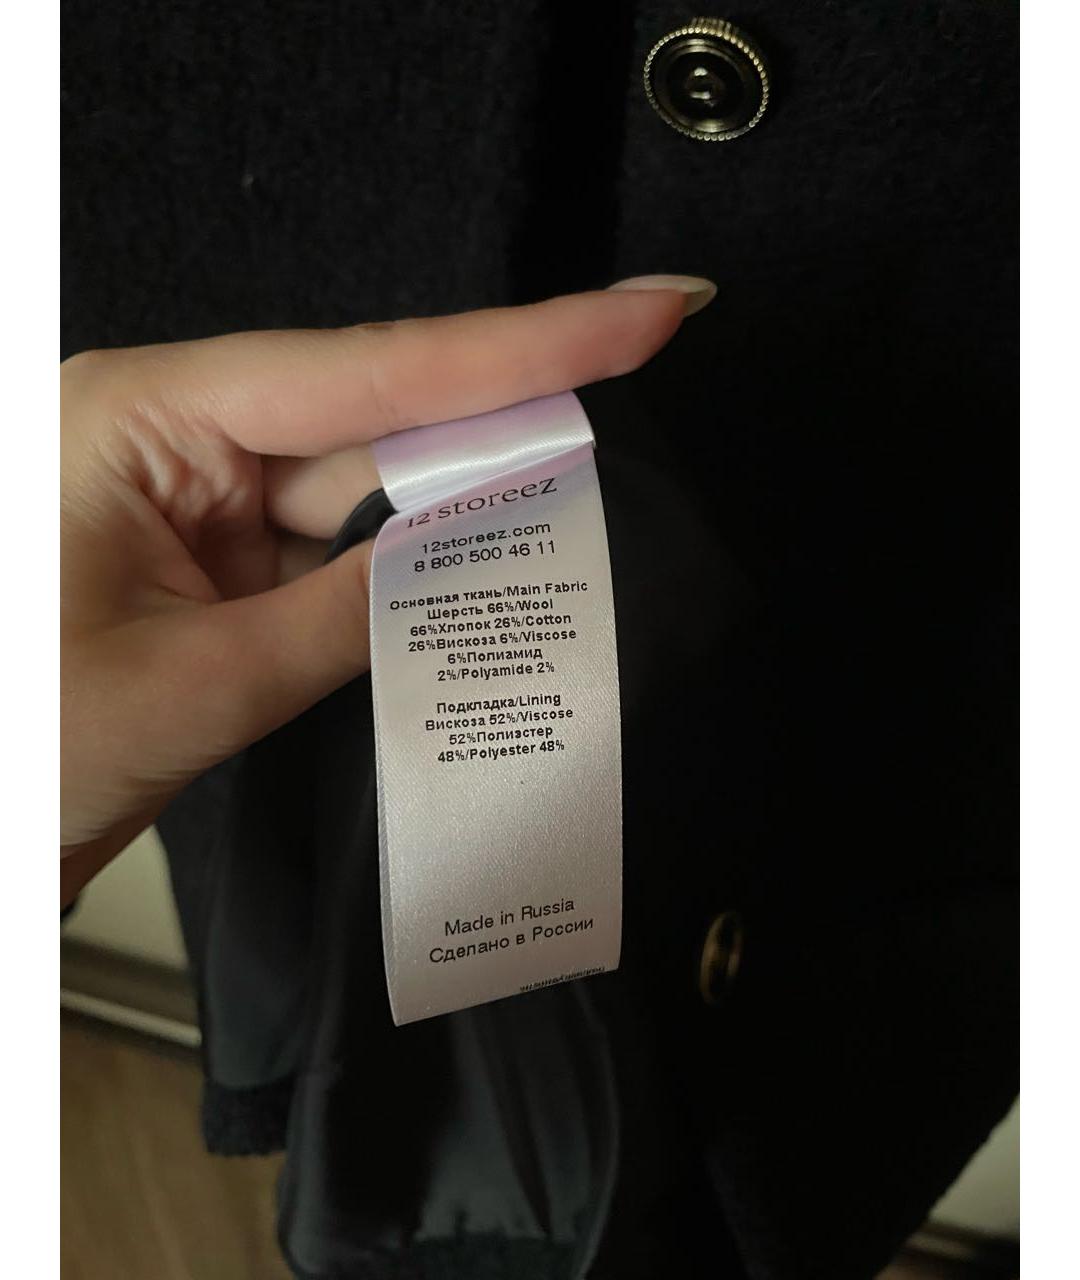 12 storeez
12storeez.com
8 800 500 46 11
Основная ткань/Main Fabric
Шерсть 66%/Wool
66%Хлопок 26%/Cotton
26%Вискоза 6%/Viscose
6%Полиамид
2%/Polyamide 2%
Подкладка/Lining
Вискоза 52%/Viscose
52%Полиэстер
48%/Polyester 48%
Made in Russia
Сделано в России